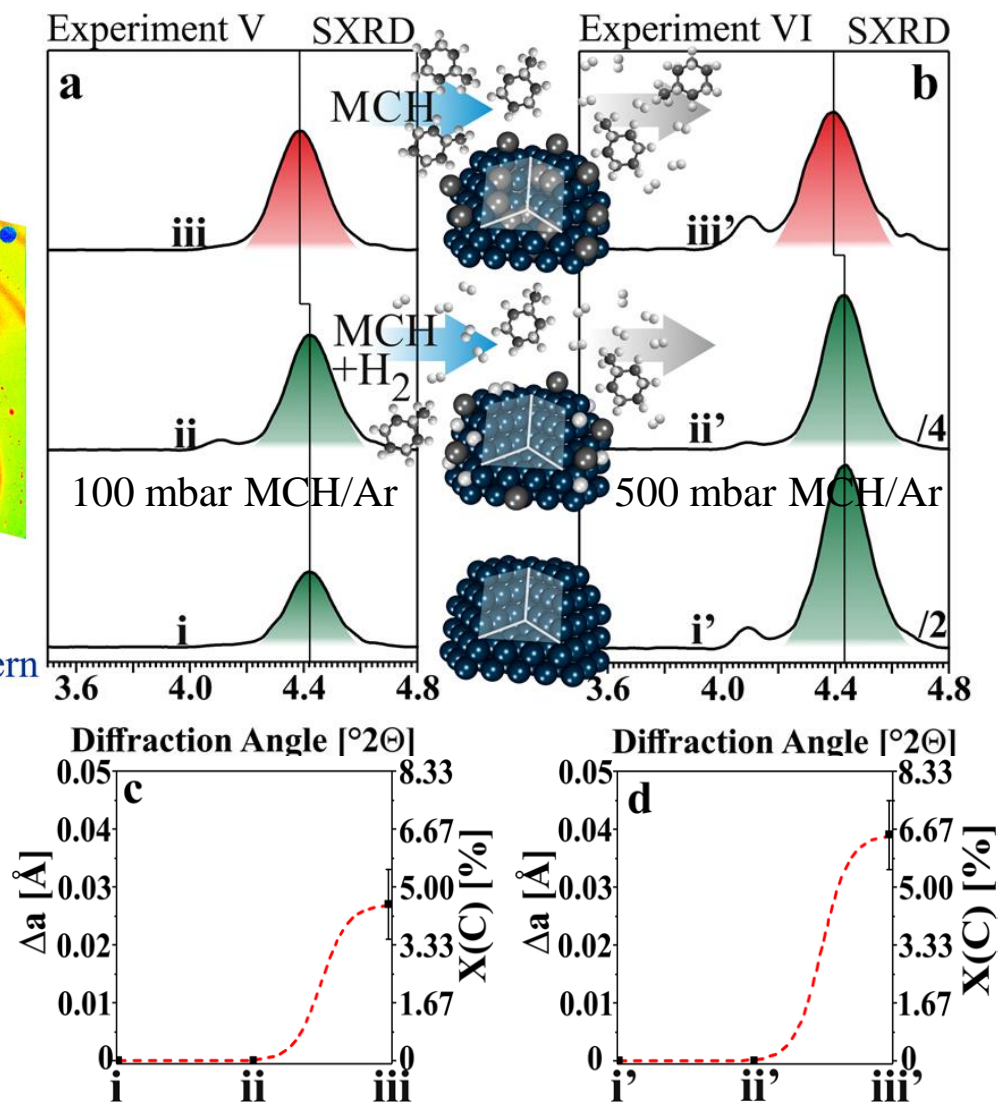 Experiment V SXRD
a
MCH
iii
MCH
+H2
ii
100 mbar MCH/Ar
i
3.6 4.0 4.4 4.8
Diffraction Angle [°2Θ]
Experiment VI SXRD
b
iii’
ii’ /4
500 mbar MCH/Ar
i’ /2
3.6 4.0 4.4 4.8
Diffraction Angle [°2Θ]
ern
c
Δa [Å]
0.05
0.04
0.03
0.02
0.01
0
X(C) [%]
8.33
6.67
5.00
3.33
1.67
0
i ii iii
d
Δa [Å]
0.05
0.04
0.03
0.02
0.01
0
X(C) [%]
8.33
6.67
5.00
3.33
1.67
0
i’ ii’ iii’